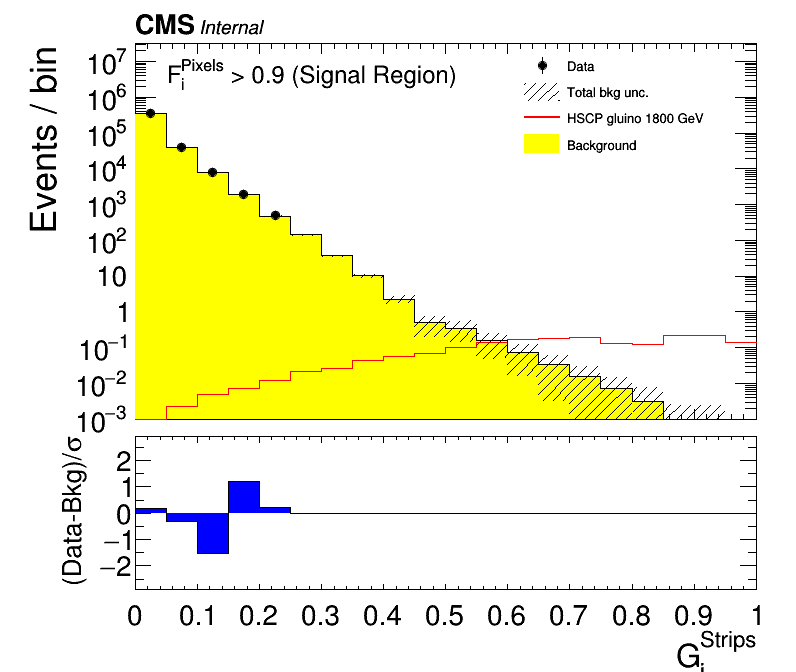 CMS Internal
Events / bin
10^7
10^6
10^5
10^4
10^3
10^2
10
1
10^−1
10^−2
10^−3
F_i^Pixels > 0.9 (Signal Region)
Data
Total bkg unc.
HSCP gluino 1800 GeV
Background
(Data-Bkg)/σ
2
1
0
−1
−2
0 0.1 0.2 0.3 0.4 0.5 0.6 0.7 0.8 0.9 1
G_i^Strips